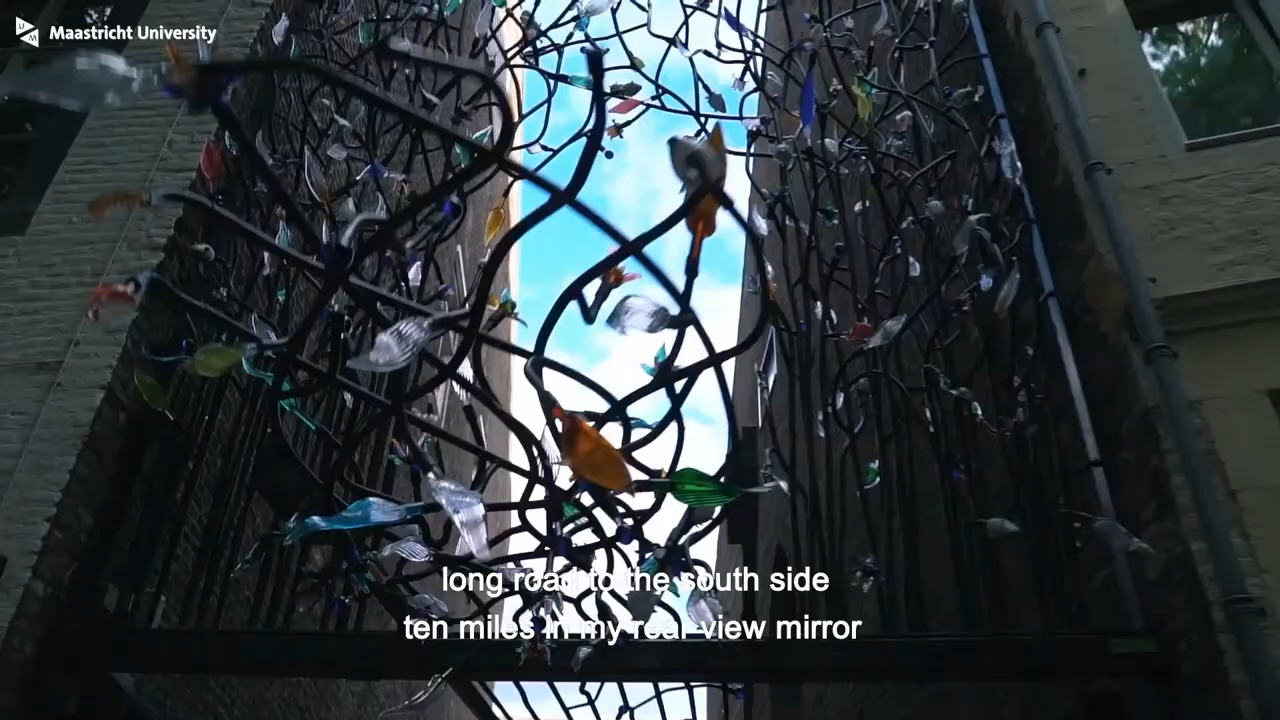 Maastricht University
long road to the south side
ten miles in my rear-view mirror